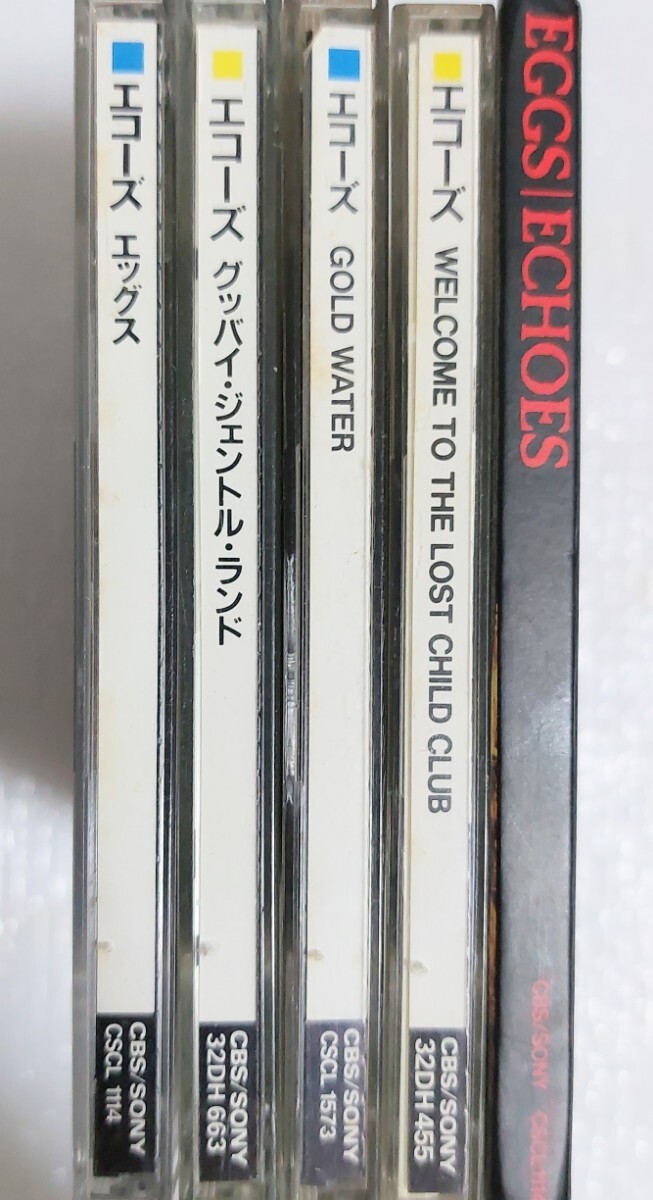 エコーズ エッグス
CBS/SONY
CSCL 1114
エコーズ グッバイ・ジェントル・ランド
CBS/SONY
32DH 663
エコーズ GOLD WATER
CBS/SONY
CSCL 1573
エコーズ WELCOME TO THE LOST CHILD CLUB
CBS/SONY
32DH 455
EGGS|ECHOES
CBS/SONY CSCL